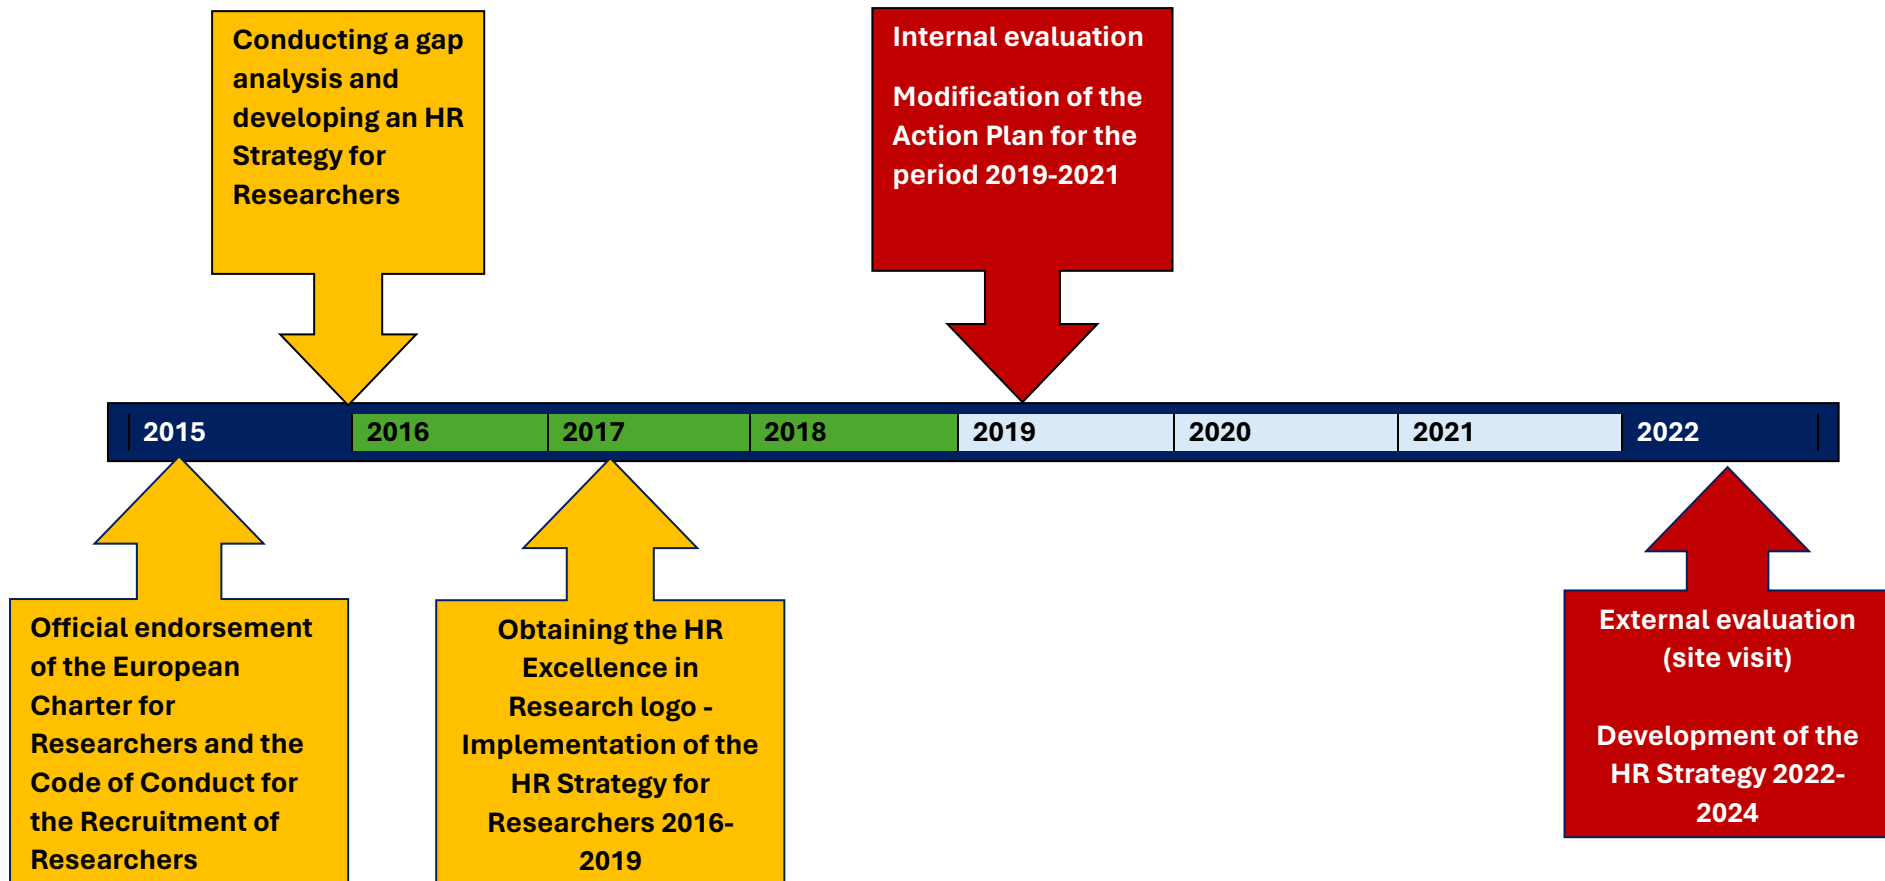 Conducting a gap
analysis and
developing an HR
Strategy for
Researchers
Internal evaluation
Modification of the
Action Plan for the
period 2019-2021
2015
2016
2017
2018
2019
2020
2021
2022
Official endorsement
of the European
Charter for
Researchers and the
Code of Conduct for
the Recruitment of
Researchers
Obtaining the HR
Excellence in
Research logo -
Implementation of the
HR Strategy for
Researchers 2016-
2019
External evaluation
(site visit)
Development of the
HR Strategy 2022-
2024